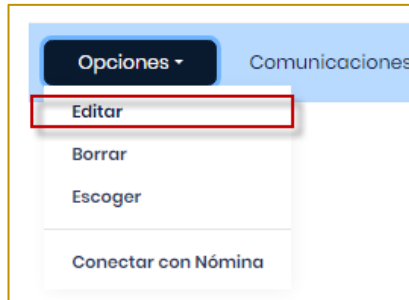 Opciones Comunicaciones
Editar
Borrar
Escoger
Conectar con Nómina